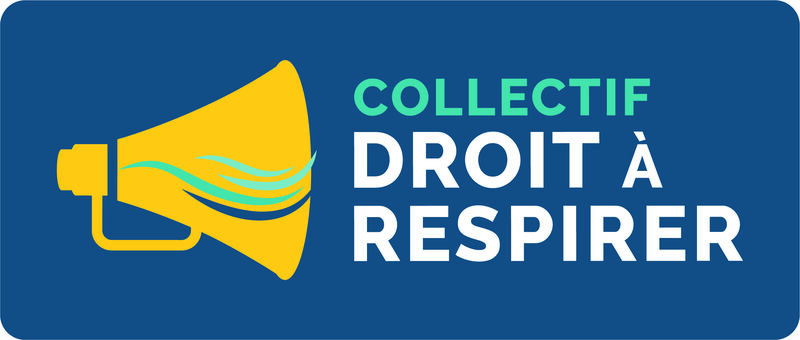 COLLECTIF
DROIT À
RESPIRER